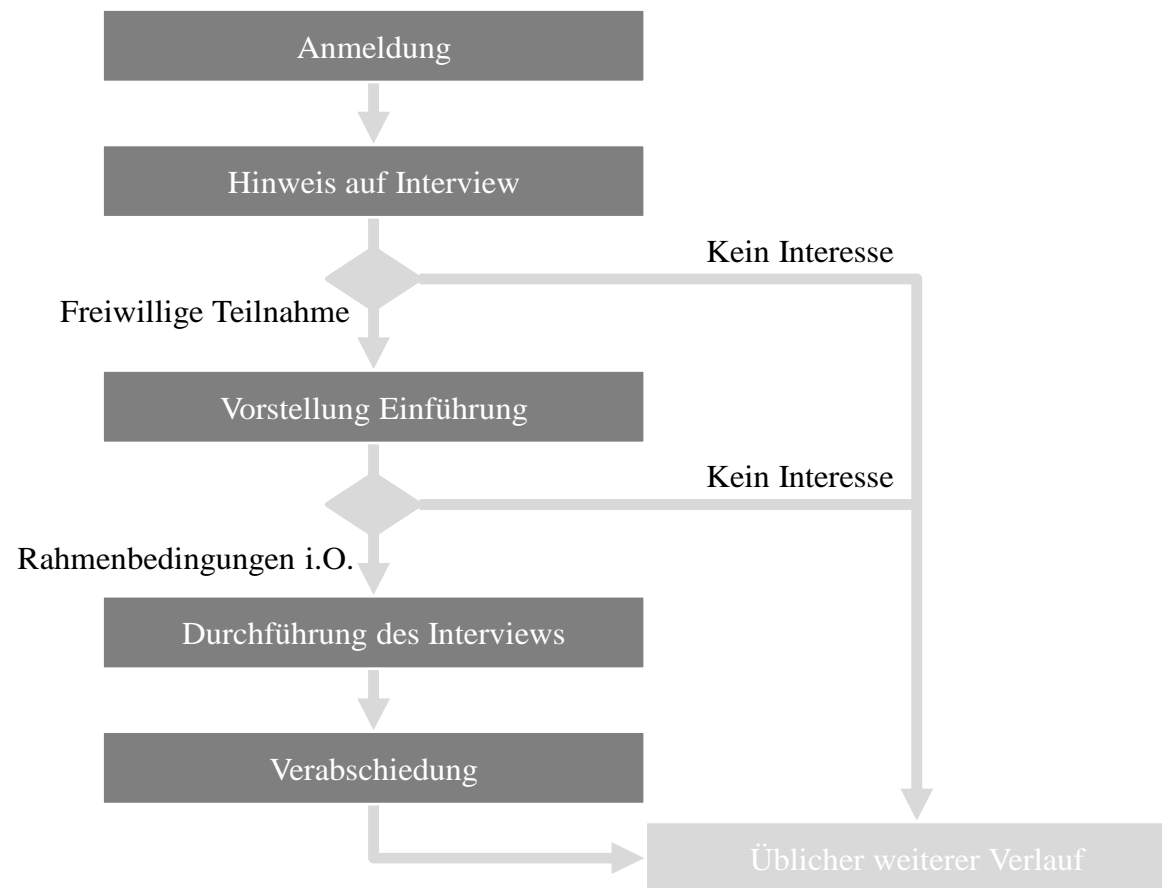 Anmeldung
Hinweis auf Interview
Kein Interesse
Freiwillige Teilnahme
Vorstellung Einführung
Kein Interesse
Rahmenbedingungen i.O.
Durchführung des Interviews
Verabschiedung
Üblicher weiterer Verlauf